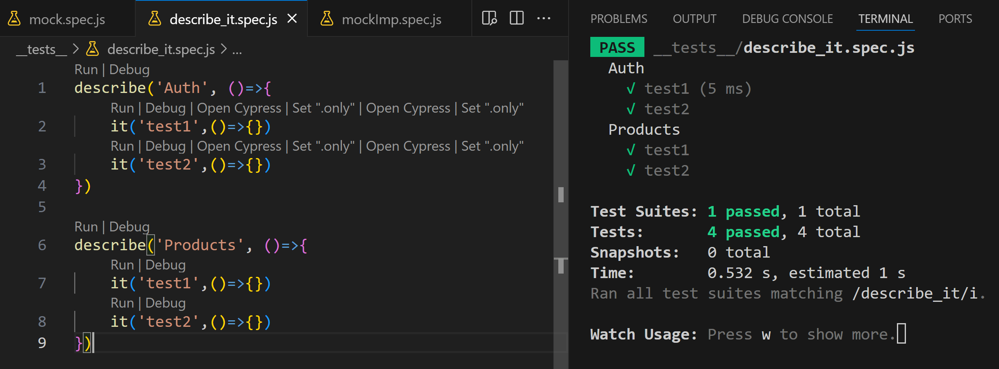 mock.spec.js describe_it.spec.js mockImp.spec.js
__tests__ > describe_it.spec.js > ...
Run | Debug
1 describe('Auth', ()=>{
Run | Debug | Open Cypress | Set ".only" | Open Cypress | Set ".only"
2 it('test1',()=>{})
Run | Debug | Open Cypress | Set ".only" | Open Cypress | Set ".only"
3 it('test2',()=>{})
4 })
5
Run | Debug
6 describe('Products', ()=>{
Run | Debug
7 it('test1',()=>{})
Run | Debug
8 it('test2',()=>{})
9 })
PROBLEMS OUTPUT DEBUG CONSOLE TERMINAL PORTS
PASS __tests__/describe_it.spec.js
Auth
√ test1 (5 ms)
√ test2
Products
√ test1
√ test2
Test Suites: 1 passed, 1 total
Tests: 4 passed, 4 total
Snapshots: 0 total
Time: 0.532 s, estimated 1 s
Ran all test suites matching /describe_it/i.
Watch Usage: Press w to show more.